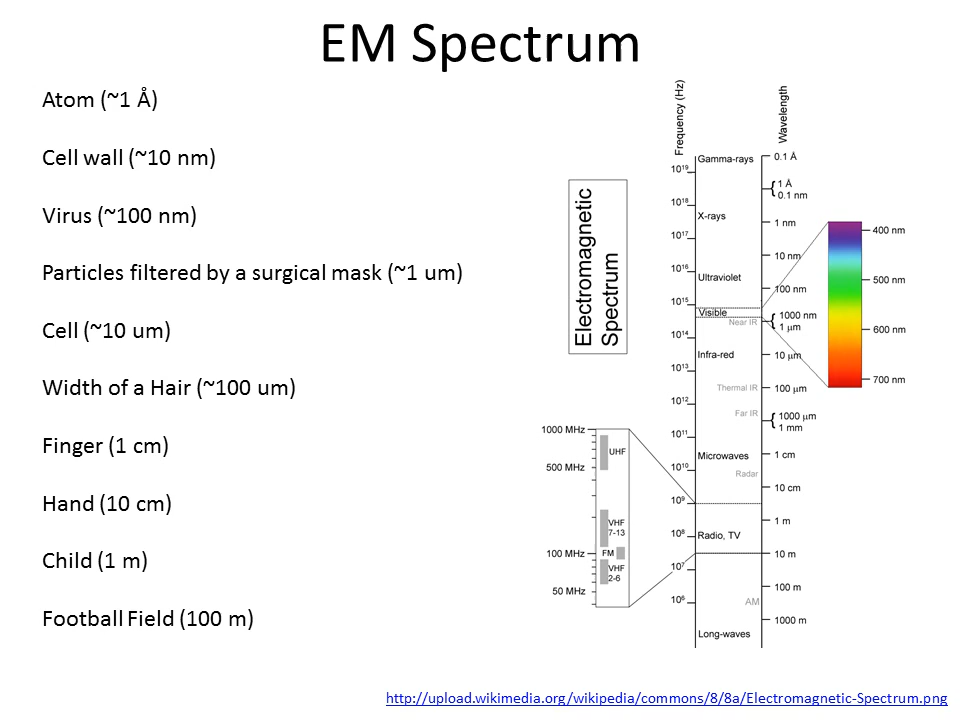 EM Spectrum
Atom (~1 Å)
Cell wall (~10 nm)
Virus (~100 nm)
Particles filtered by a surgical mask (~1 um)
Cell (~10 um)
Width of a Hair (~100 um)
Finger (1 cm)
Hand (10 cm)
Child (1 m)
Football Field (100 m)
Electromagnetic
Spectrum
Frequency (Hz)
Wavelength
Gamma-rays
0.1 Å
10¹⁹
1 Å
0.1 nm
10¹⁸
X-rays
1 nm
10¹⁷
10 nm
10¹⁶
Ultraviolet
100 nm
10¹⁵
Visible
Near IR
1000 nm
1 µm
10¹⁴
Infra-red
10 µm
10¹³
Thermal IR
100 µm
10¹²
Far IR
1000 µm
1 mm
10¹¹
Microwaves
1 cm
10¹⁰
Radar
10 cm
10⁹
1 m
10⁸
Radio, TV
10 m
10⁷
100 m
10⁶
AM
1000 m
Long-waves
400 nm
500 nm
600 nm
700 nm
1000 MHz
UHF
500 MHz
VHF
7-13
100 MHz
FM
VHF
2-6
50 MHz
http://upload.wikimedia.org/wikipedia/commons/8/8a/Electromagnetic-Spectrum.png